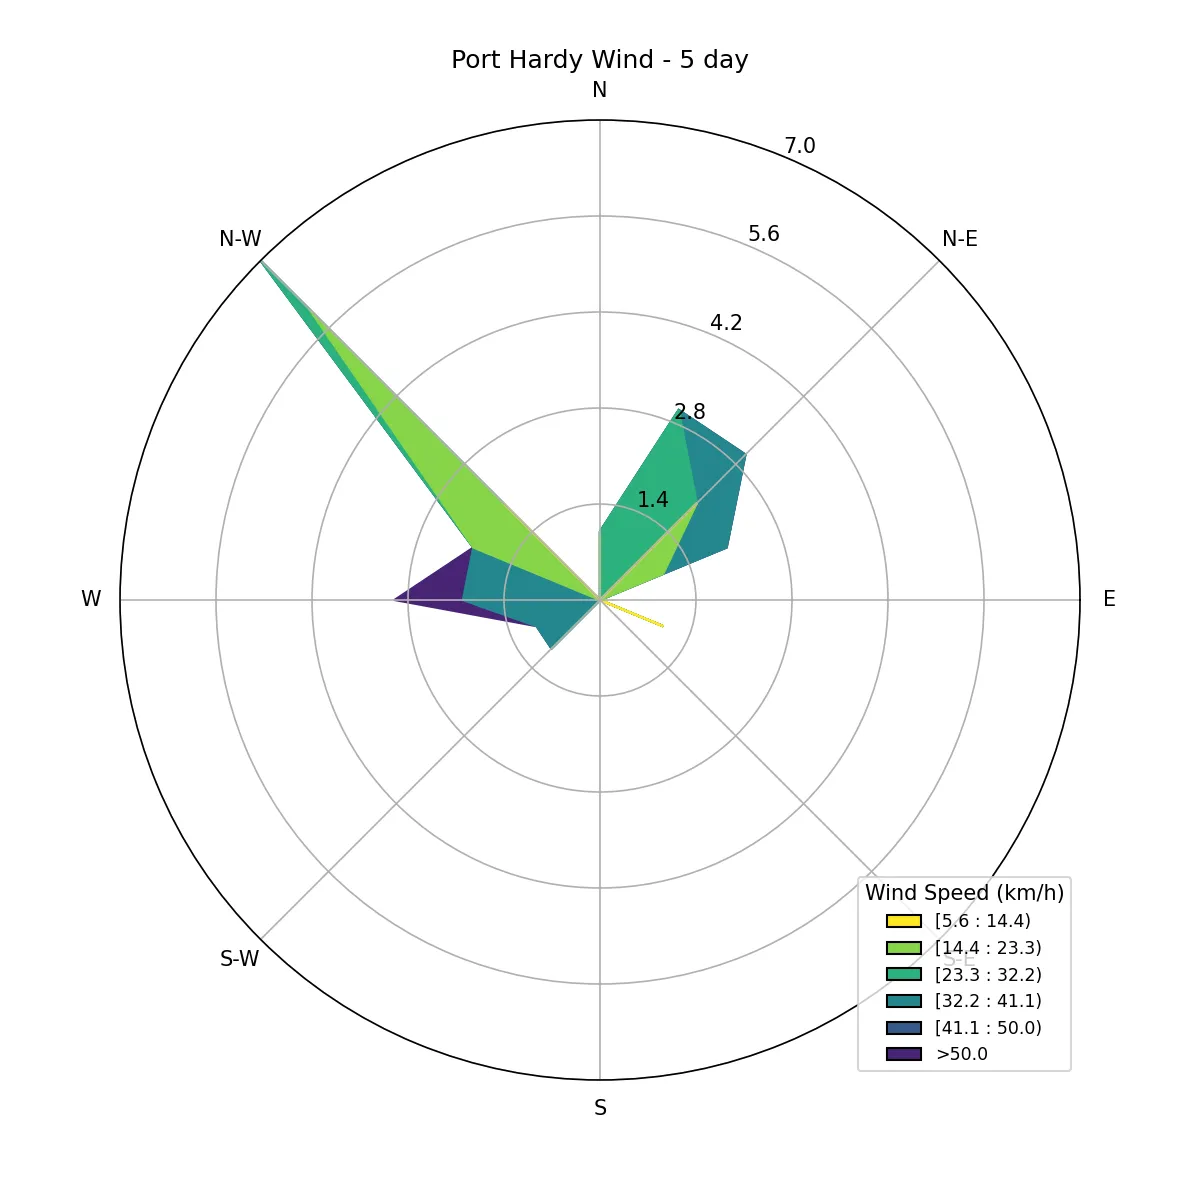 Port Hardy Wind - 5 day
N
7.0
N-W
N-E
5.6
4.2
2.8
1.4
W
E
S-W
S-E
S
Wind Speed (km/h)
[5.6 : 14.4)
[14.4 : 23.3)
[23.3 : 32.2)
[32.2 : 41.1)
[41.1 : 50.0)
>50.0